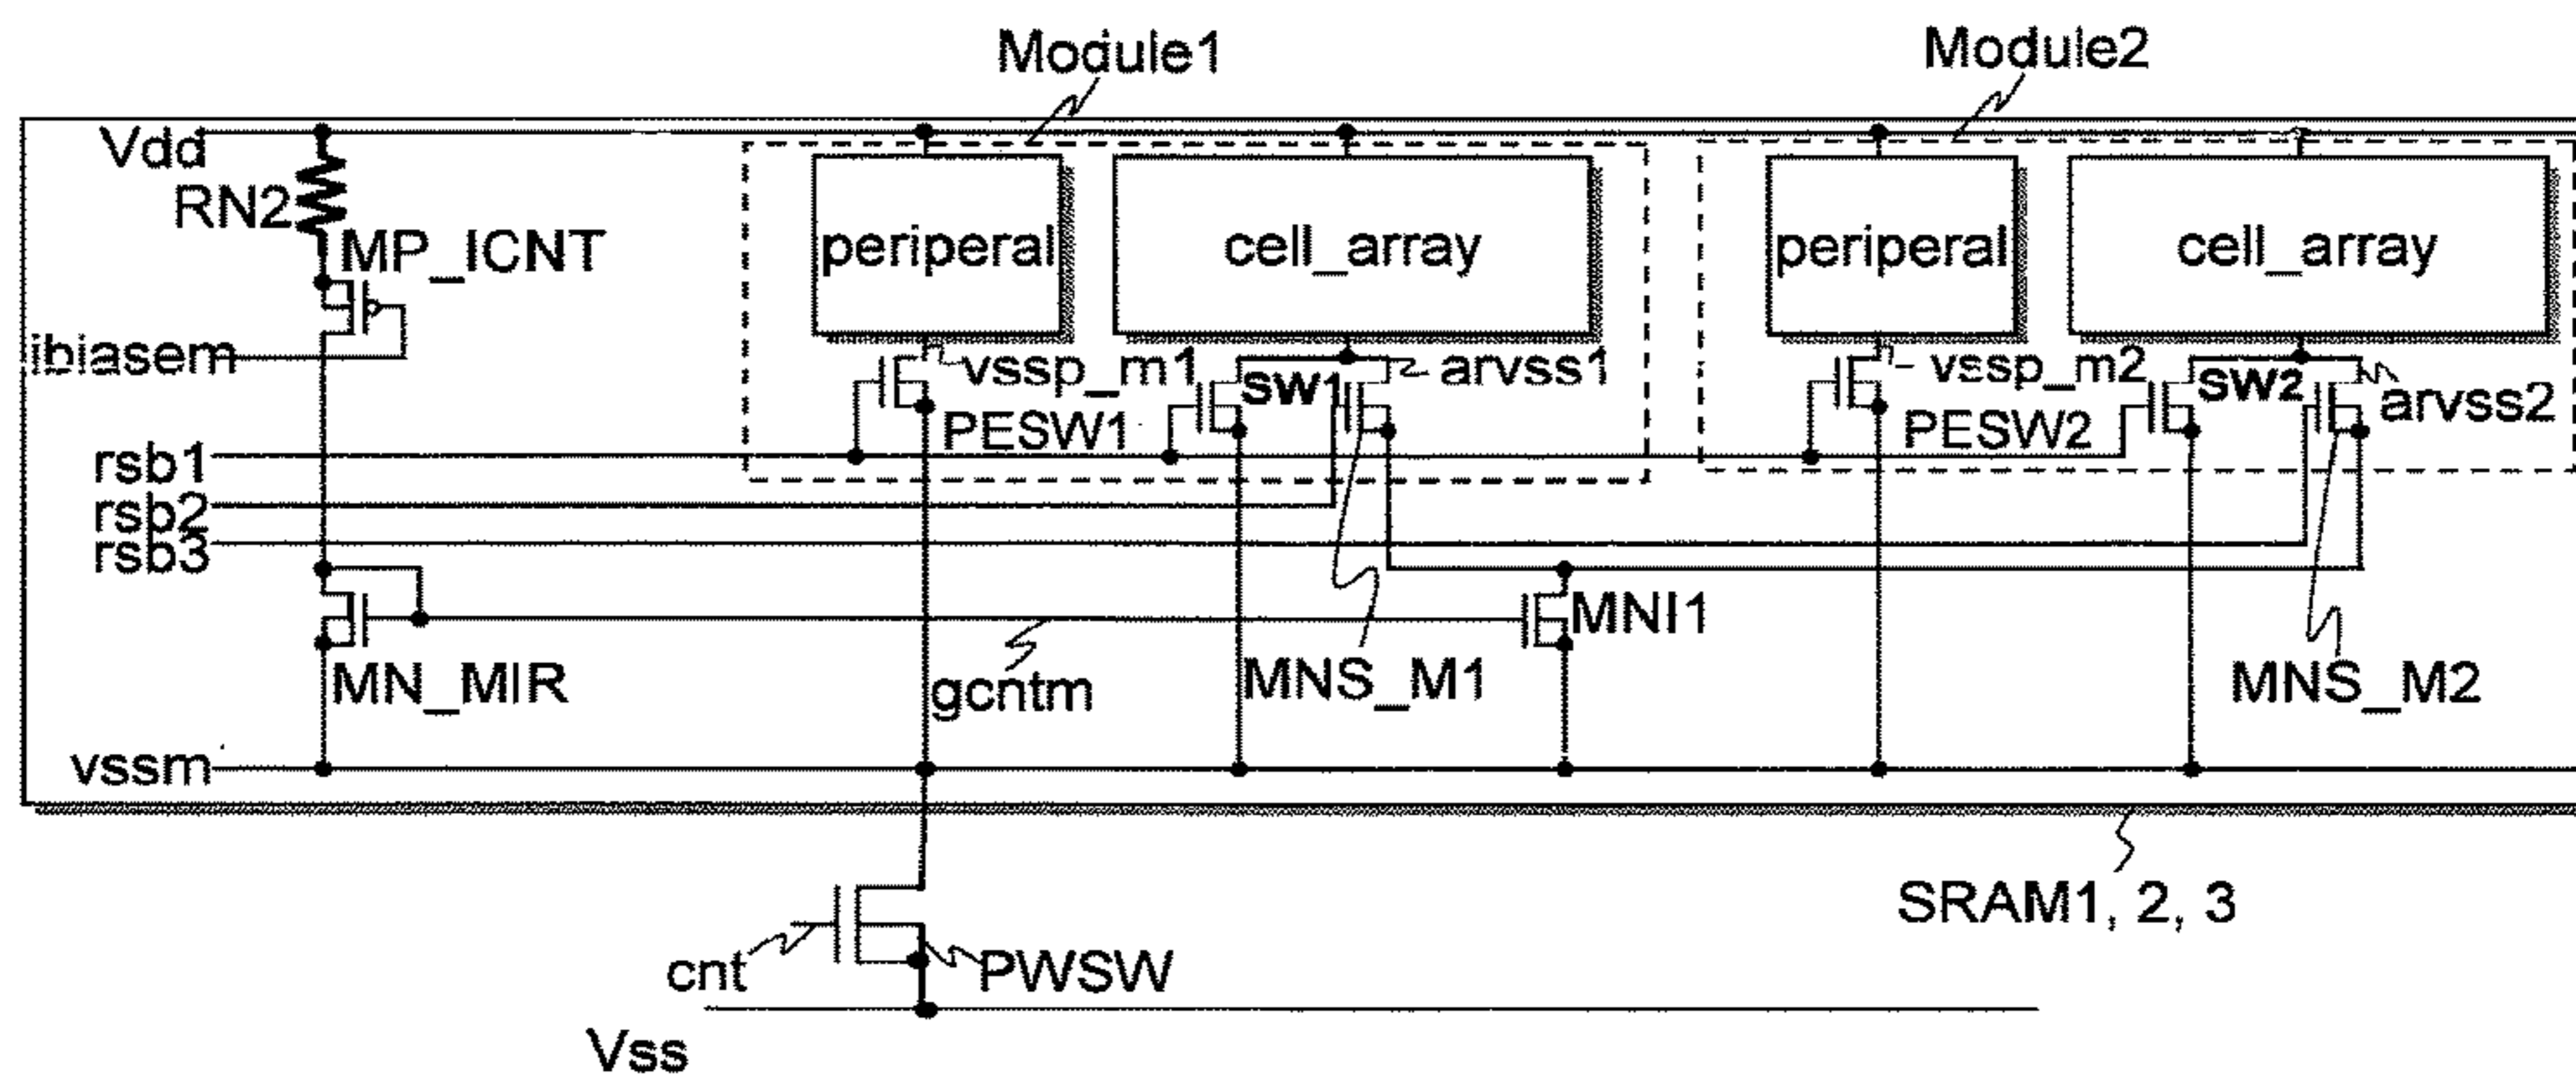 Module1
Module2
Vdd
RN2
MP_ICNT
periperal
cell_array
periperal
cell_array
ibiasem
vssp_m1
SW1
arvss1
vssp_m2
SW2
arvss2
PESW1
PESW2
rsb1
rsb2
rsb3
MNI1
MN_MIR
gcntm
MNS_M1
MNS_M2
vssm
SRAM1, 2, 3
cnt
PWSW
Vss